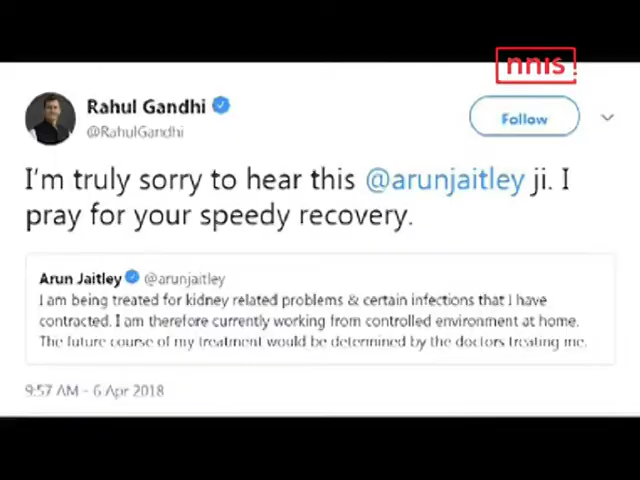 nnis
Rahul Gandhi
@RahulGandhi
Follow
I'm truly sorry to hear this @arunjaitley ji. I
pray for your speedy recovery.
Arun Jaitley @arunjaitley
I am being treated for kidney related problems & certain infections that I have
contracted. I am therefore currently working from controlled environment at home.
The future course of my treatment would be determined by the doctors treating me.
9:57 AM - 6 Apr 2018